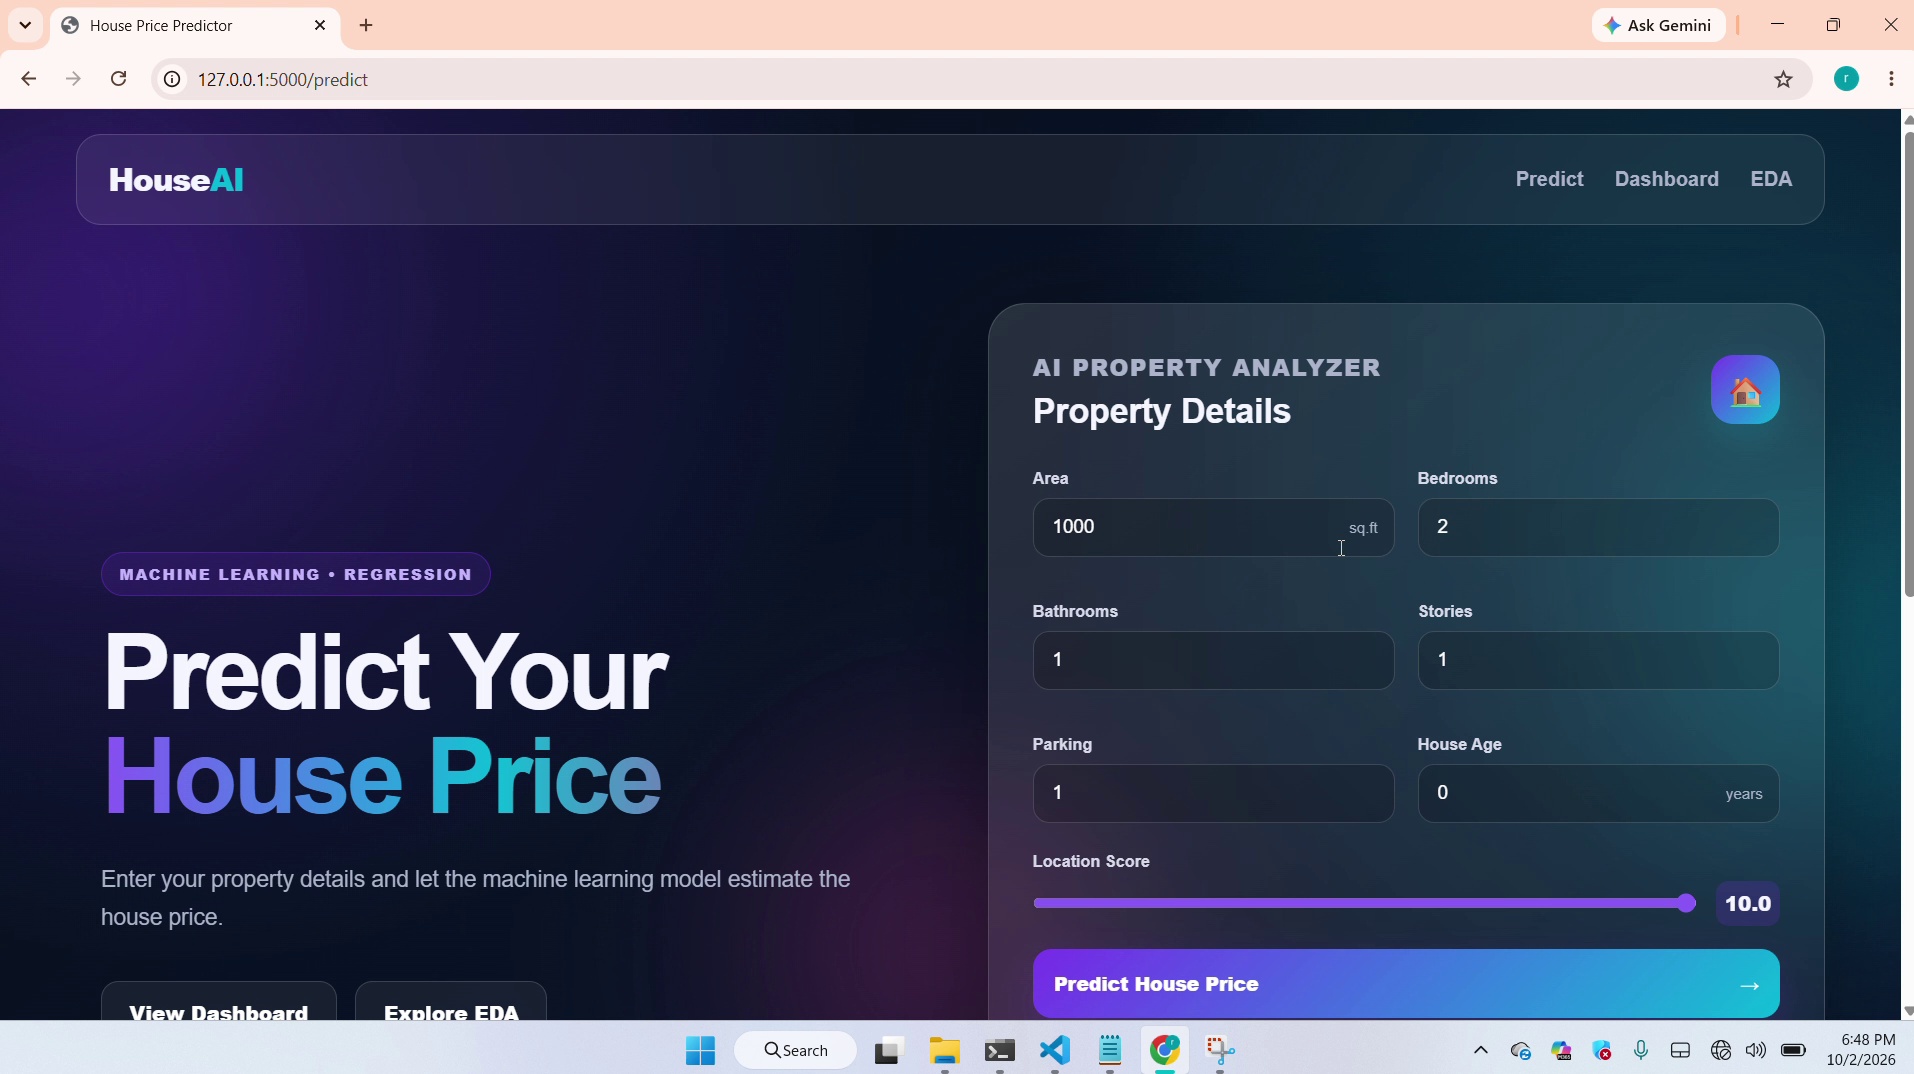 House Price Predictor
Ask Gemini
127.0.0.1:5000/predict
r
HouseAI
Predict
Dashboard
EDA
MACHINE LEARNING • REGRESSION
Predict Your
House Price
Enter your property details and let the machine learning model estimate the
house price.
View Dashboard
Explore EDA
AI PROPERTY ANALYZER
Property Details
Area
Bedrooms
1000 sq.ft
2
Bathrooms
Stories
1
1
Parking
House Age
1
0 years
Location Score
10.0
Predict House Price →
Search
6:48 PM
10/2/2026